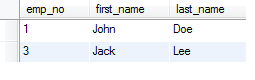 emp_no first_name last_name
1 John Doe
3 Jack Lee